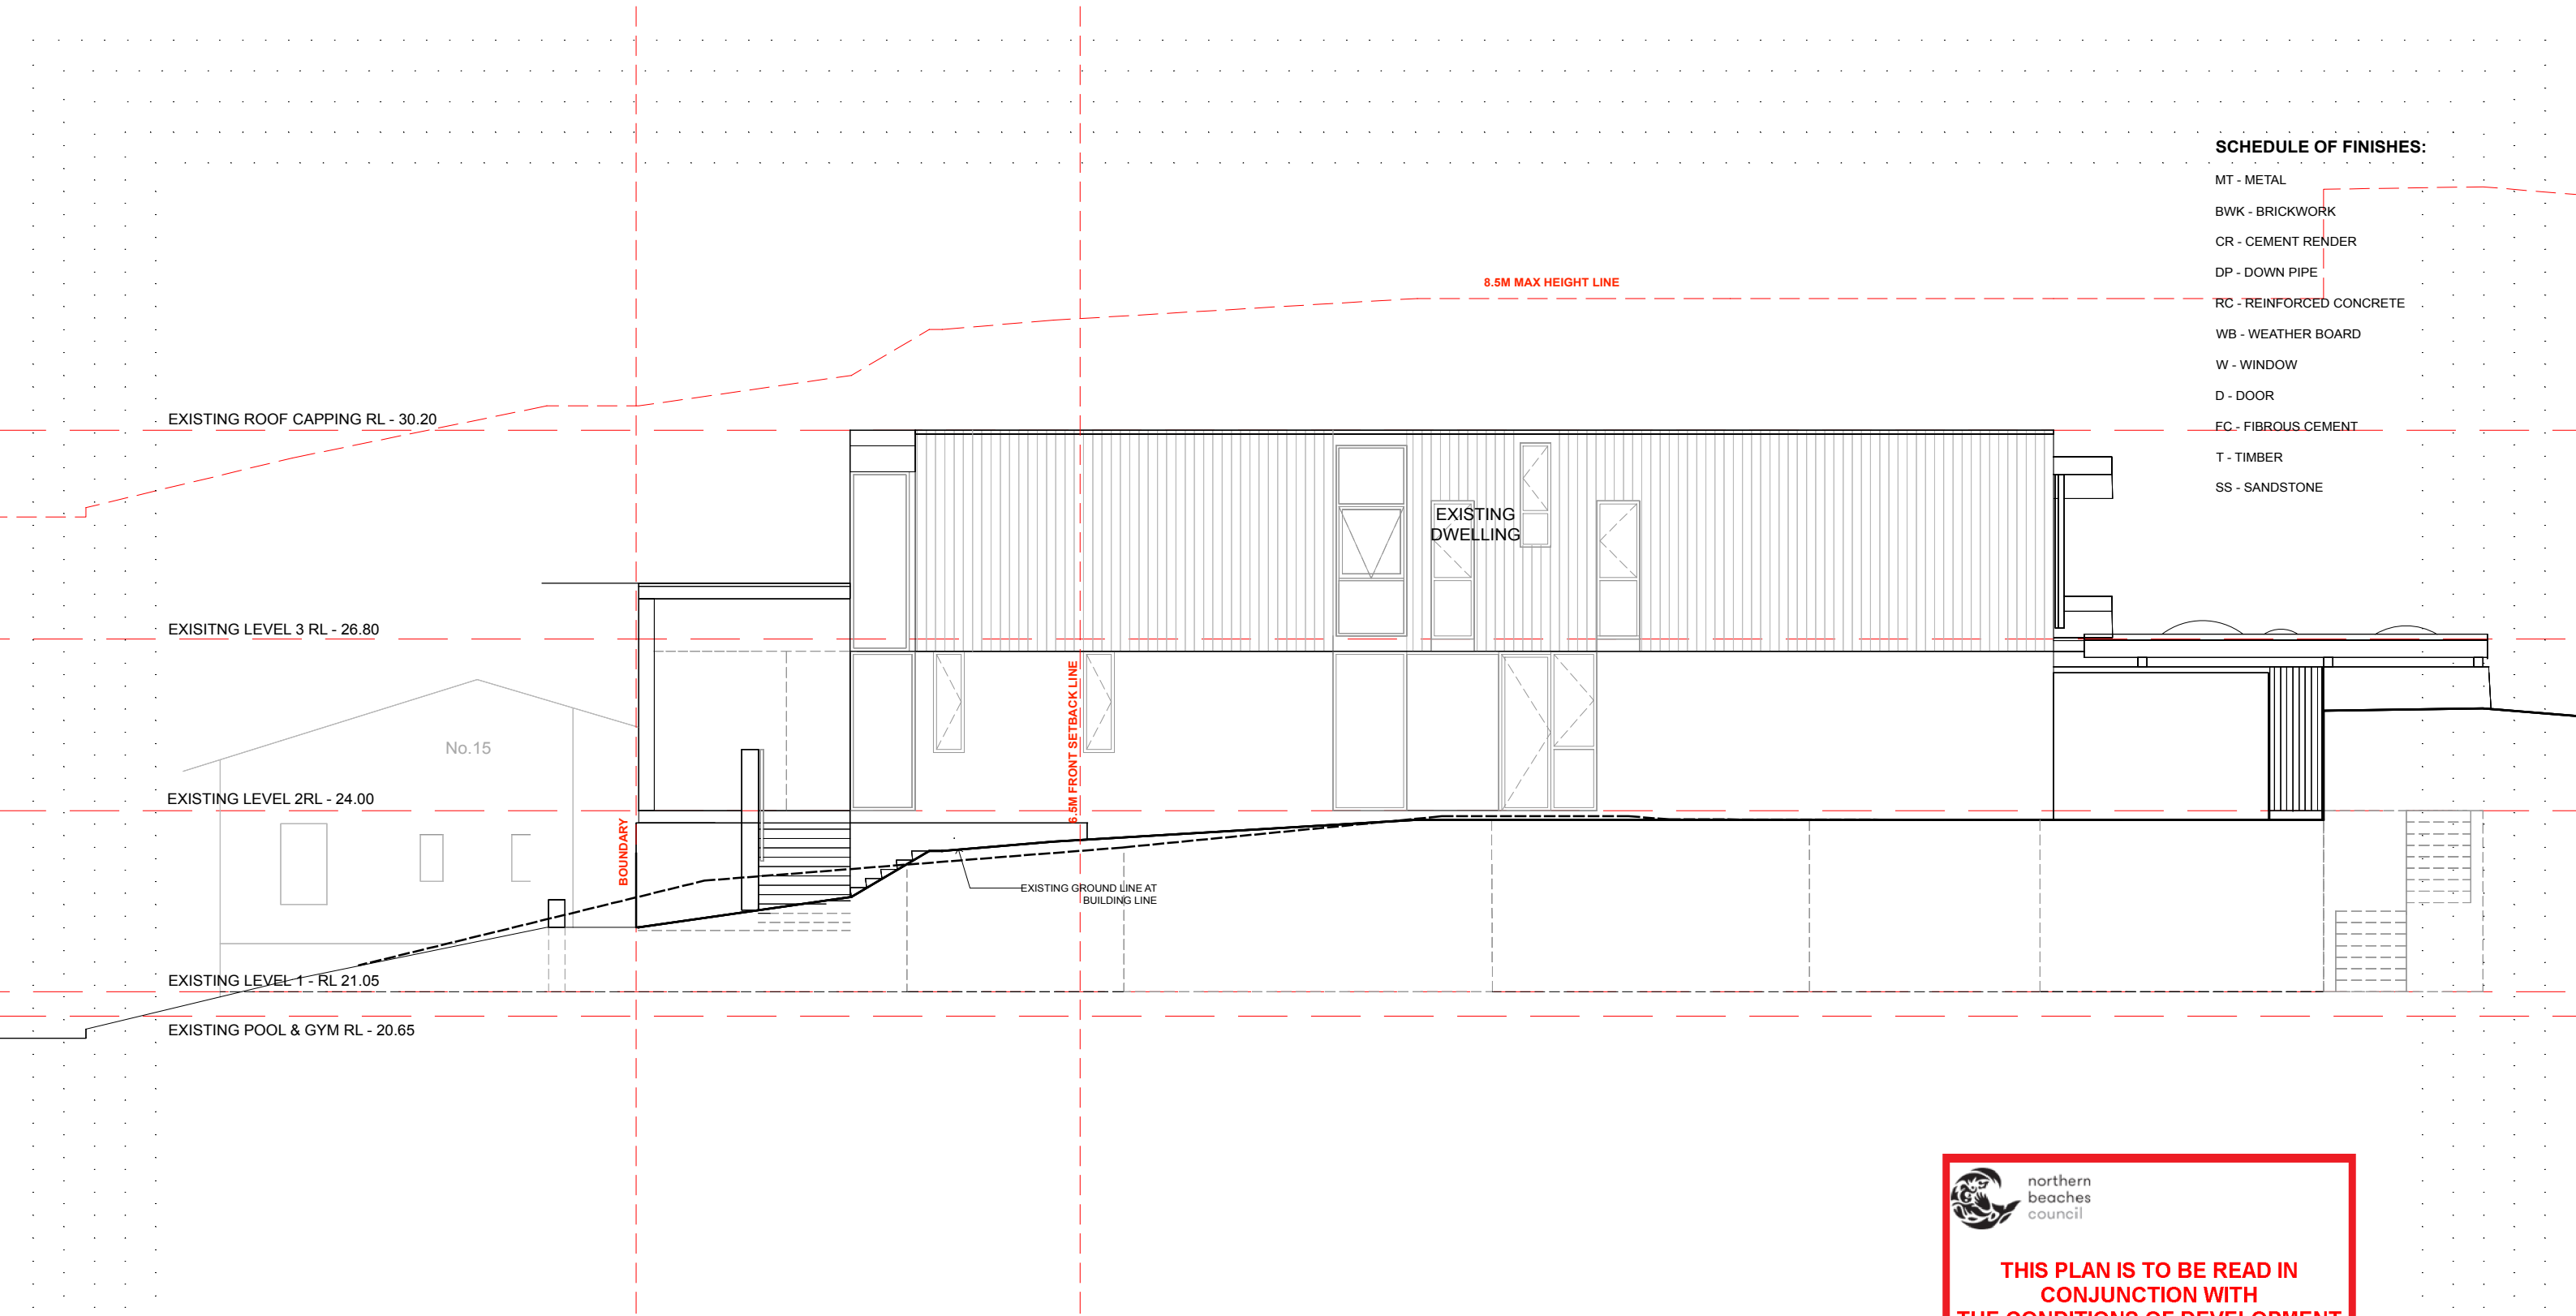 SCHEDULE OF FINISHES:
MT - METAL
BWK - BRICKWORK
CR - CEMENT RENDER
DP - DOWN PIPE
RC - REINFORCED CONCRETE
WB - WEATHER BOARD
W - WINDOW
D - DOOR
FC - FIBROUS CEMENT
T - TIMBER
SS - SANDSTONE
8.5M MAX HEIGHT LINE
EXISTING ROOF CAPPING RL - 30.20
EXISTING
DWELLING
EXISITNG LEVEL 3 RL - 26.80
No.15
6.5M FRONT SETBACK LINE
EXISTING LEVEL 2RL - 24.00
BOUNDARY
EXISTING GROUND LINE AT
BUILDING LINE
EXISTING LEVEL 1 - RL 21.05
EXISTING POOL & GYM RL - 20.65
northern
beaches
council
THIS PLAN IS TO BE READ IN
CONJUNCTION WITH
THE CONDITIONS OF DEVELOPMENT